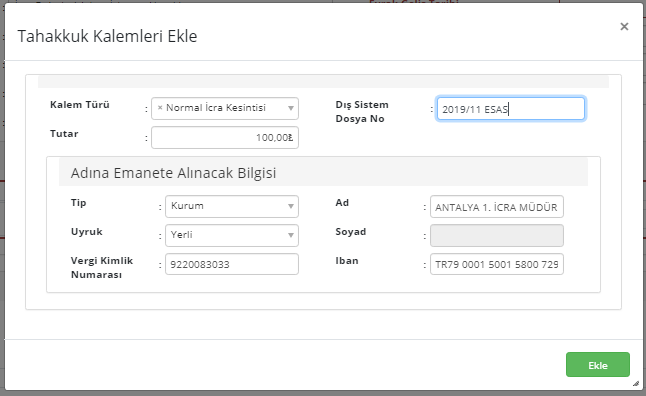 Tahakkuk Kalemleri Ekle
×
Kalem Türü : × Normal İcra Kesintisi
Dış Sistem Dosya No : 2019/11 ESAS
Tutar : 100,00₺
Adına Emanete Alınacak Bilgisi
Tip : Kurum
Ad : ANTALYA 1. İCRA MÜDÜR
Uyruk : Yerli
Soyad :
Vergi Kimlik Numarası : 9220083033
Iban : TR79 0001 5001 5800 729
Ekle